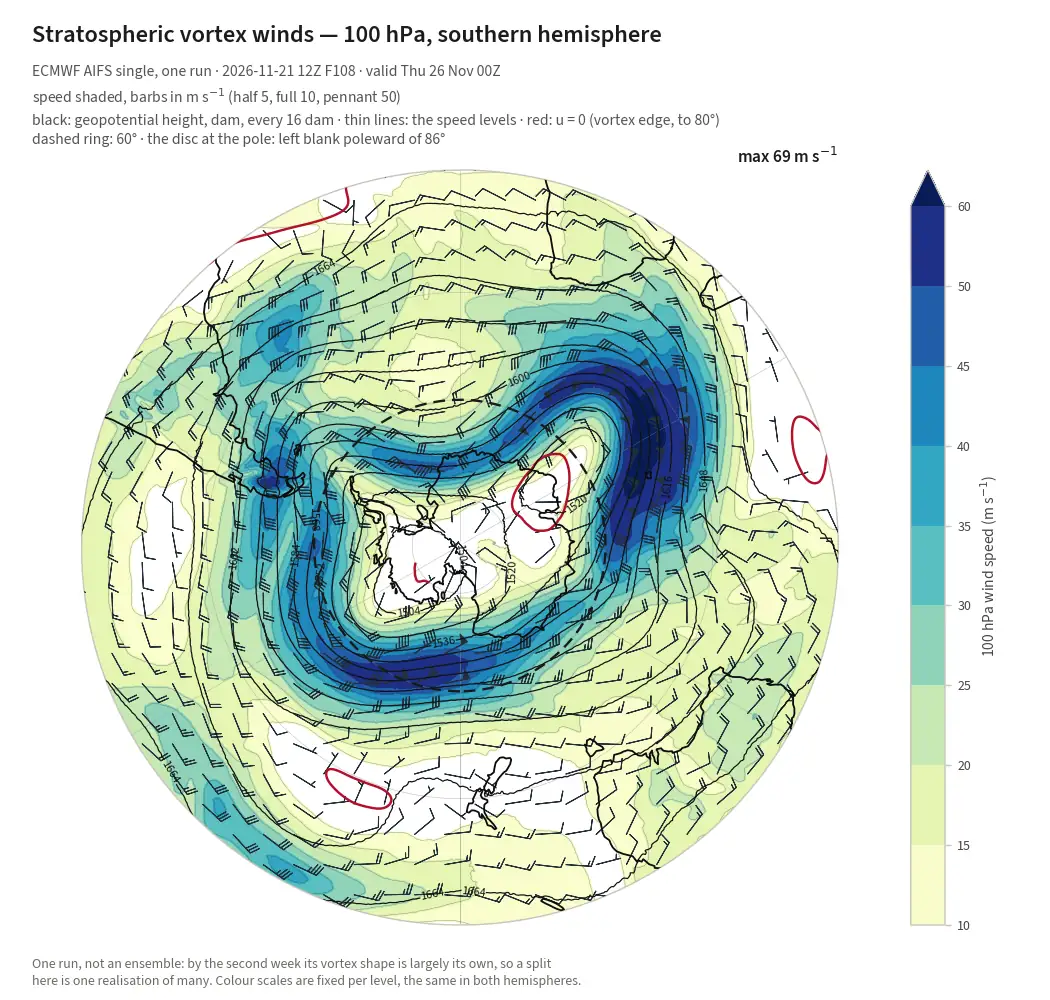 Stratospheric vortex winds — 100 hPa, southern hemisphere
ECMWF AIFS single, one run · 2026-11-21 12Z F108 · valid Thu 26 Nov 00Z
speed shaded, barbs in m s⁻¹ (half 5, full 10, pennant 50)
black: geopotential height, dam, every 16 dam · thin lines: the speed levels · red: u = 0 (vortex edge, to 80°)
dashed ring: 60° · the disc at the pole: left blank poleward of 86°
max 69 m s⁻¹
60
50
45
40
35
30
25
20
15
10
100 hPa wind speed (m s⁻¹)
1664
1600
1648
1616
1520
1520
1504
1536
1664
1664
One run, not an ensemble: by the second week its vortex shape is largely its own, so a split
here is one realisation of many. Colour scales are fixed per level, the same in both hemispheres.